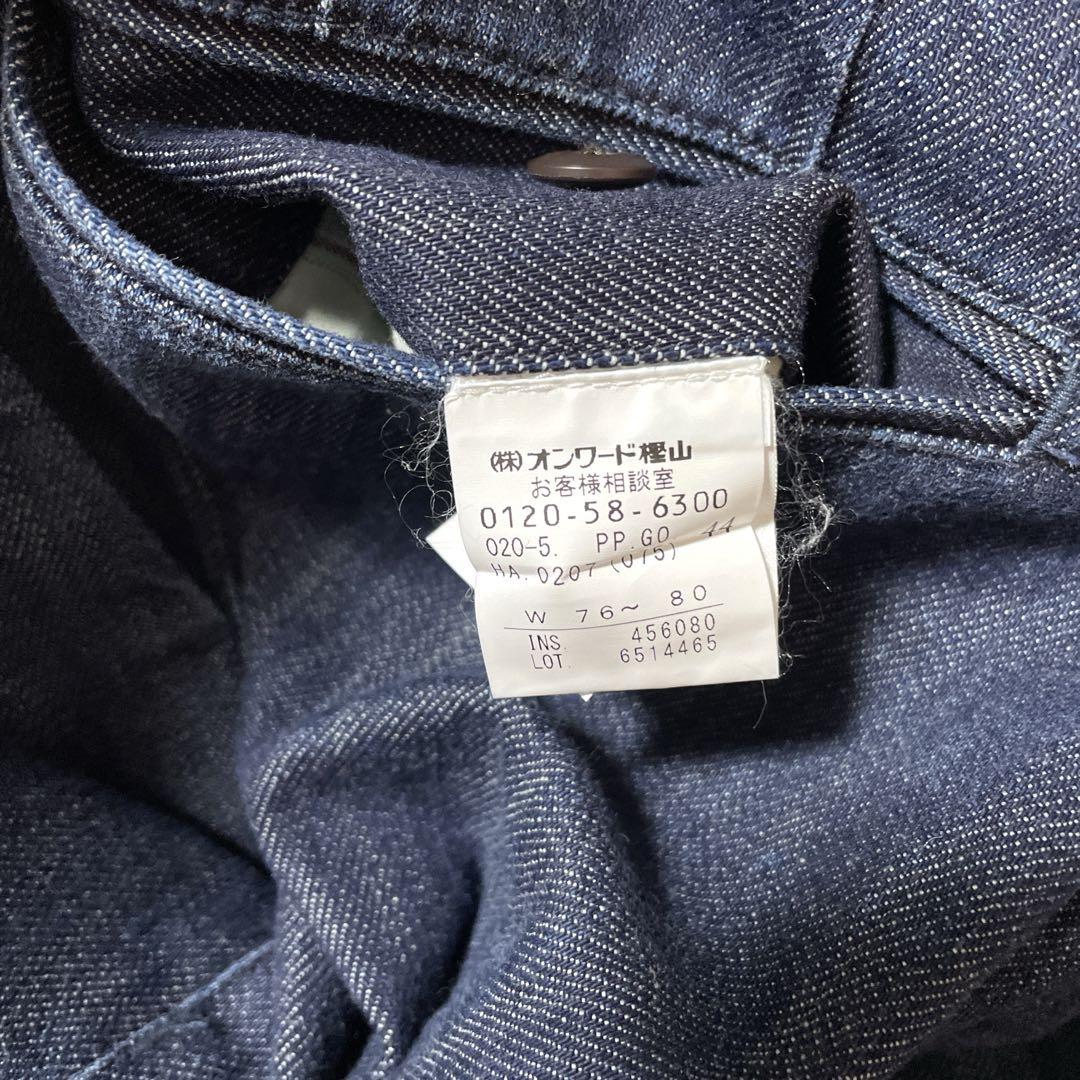 (株)オンワード樫山
お客様相談室
0120-58-6300
020-5. PP.GO 44
HA.0207 (075)
W 76~ 80
INS. 456080
LOT. 6514465